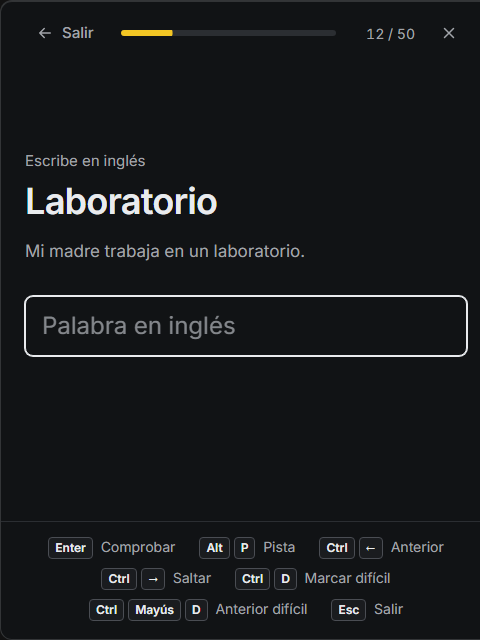 ← Salir 12 / 50 ×
Escribe en inglés
Laboratorio
Mi madre trabaja en un laboratorio.
Palabra en inglés
Enter Comprobar Alt P Pista Ctrl ← Anterior
Ctrl → Saltar Ctrl D Marcar difícil
Ctrl Mayús D Anterior difícil Esc Salir